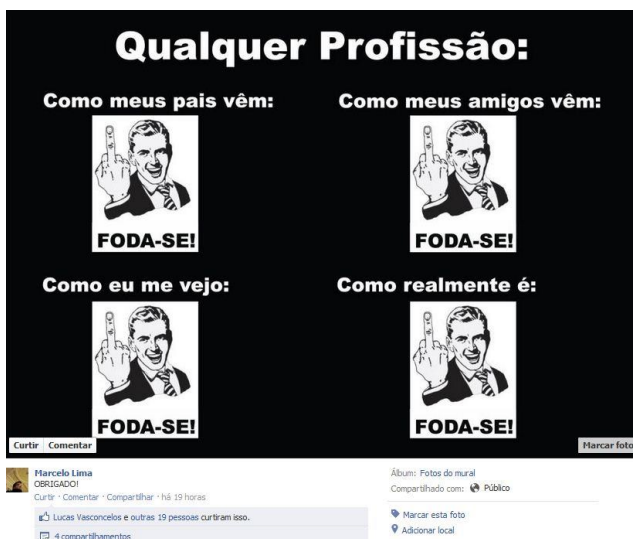 Qualquer Profissão:
Como meus pais vêm:
Como meus amigos vêm:
FODA-SE!
FODA-SE!
Como eu me vejo:
Como realmente é:
FODA-SE!
FODA-SE!
Curtir Comentar
Marcar foto
Marcelo Lima
OBRIGADO!
Curtir · Comentar · Compartilhar · há 19 horas
Lucas Vasconcelos e outras 19 pessoas curtiram isso.
4 compartilhamentos
Álbum: Fotos do mural
Compartilhado com: Público
Marcar esta foto
Adicionar local